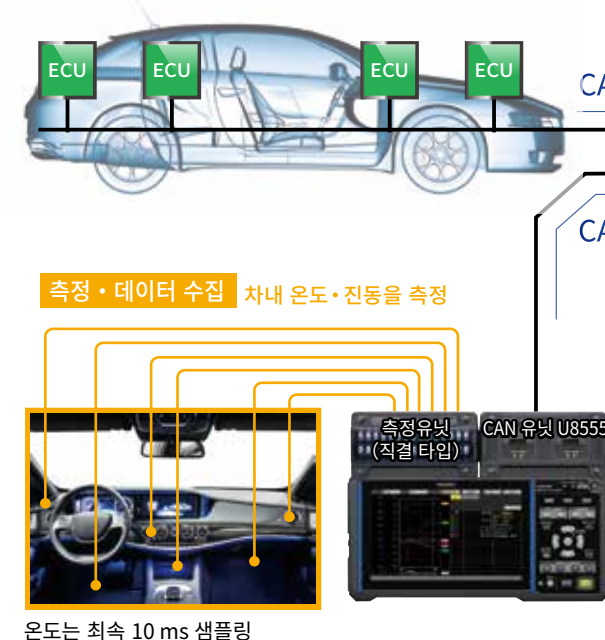 ECU ECU ECU ECU
CA
CA
측정・데이터 수집 차내 온도・진동을 측정
측정유닛
(직결 타입)
CAN 유닛 U8555
온도는 최속 10 ms 샘플링